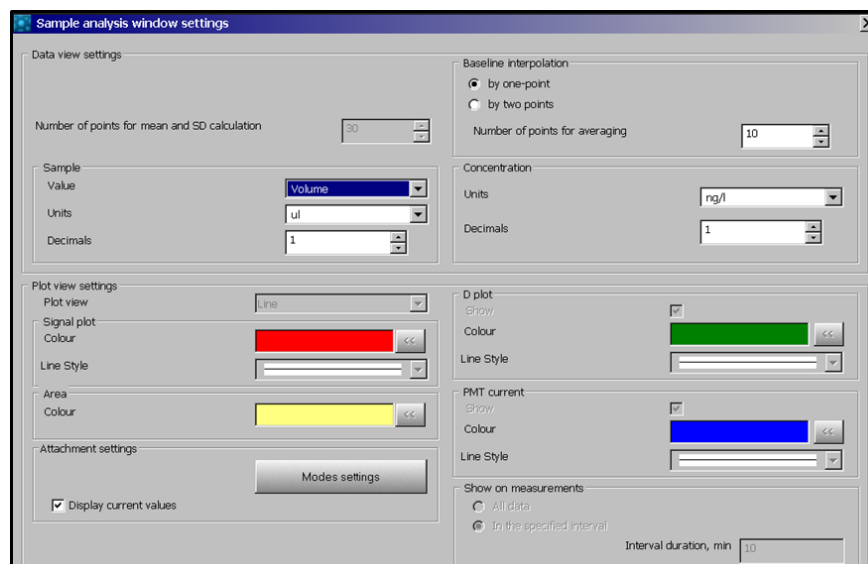 Sample analysis window settings
Data view settings
Number of points for mean and SD calculation 30
Baseline interpolation
by one-point
by two points
Number of points for averaging 10
Sample
Value Volume
Units ul
Decimals 1
Concentration
Units ng/l
Decimals 1
Plot view settings
Plot view Line
Signal plot
Colour <<
Line Style
Area
Colour <<
Attachment settings
Modes settings
Display current values
D plot
Show
Colour <<
Line Style
PMT current
Show
Colour <<
Line Style
Show on measurements
All data
In the specified interval
Interval duration, min 10